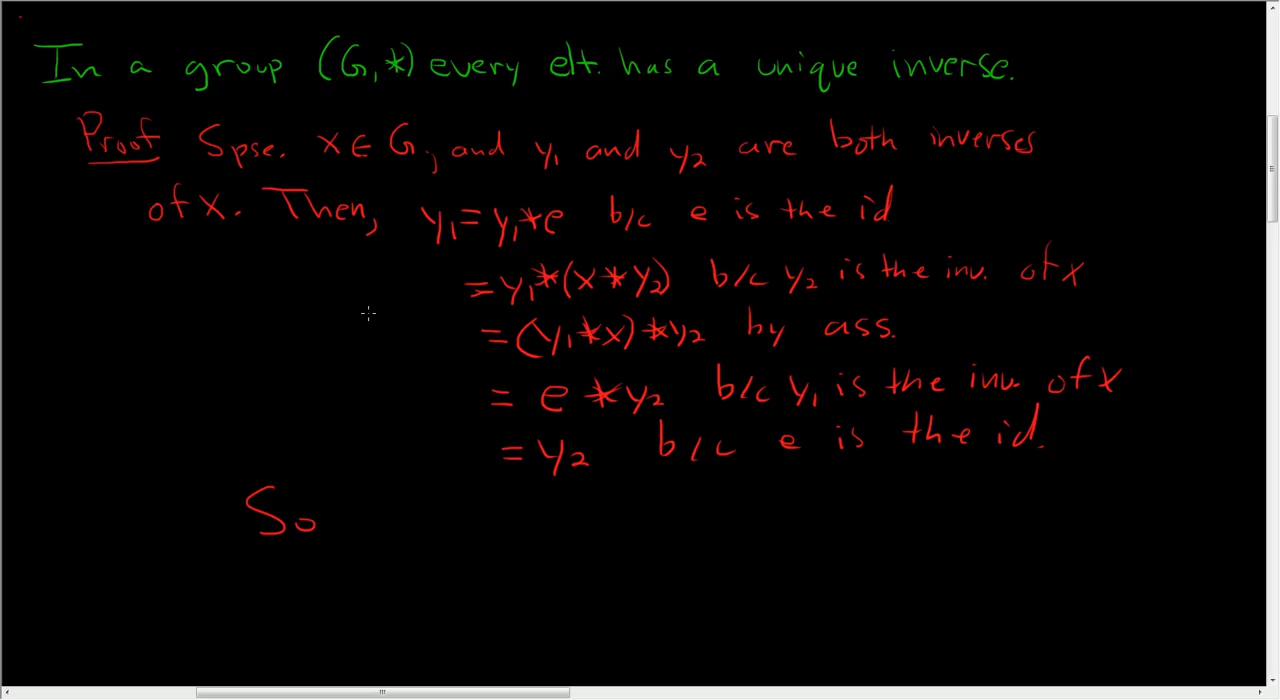 In a group (G,*) every elt. has a unique inverse.
Proof Spse. x ∈ G, and y₁ and y₂ are both inverses
of x. Then, y₁ = y₁*e b/c e is the id
= y₁*(x*y₂) b/c y₂ is the inv. of x
= (y₁*x)*y₂ by ass.
= e*y₂ b/c y₁ is the inv. of x
= y₂ b/c e is the id.
So